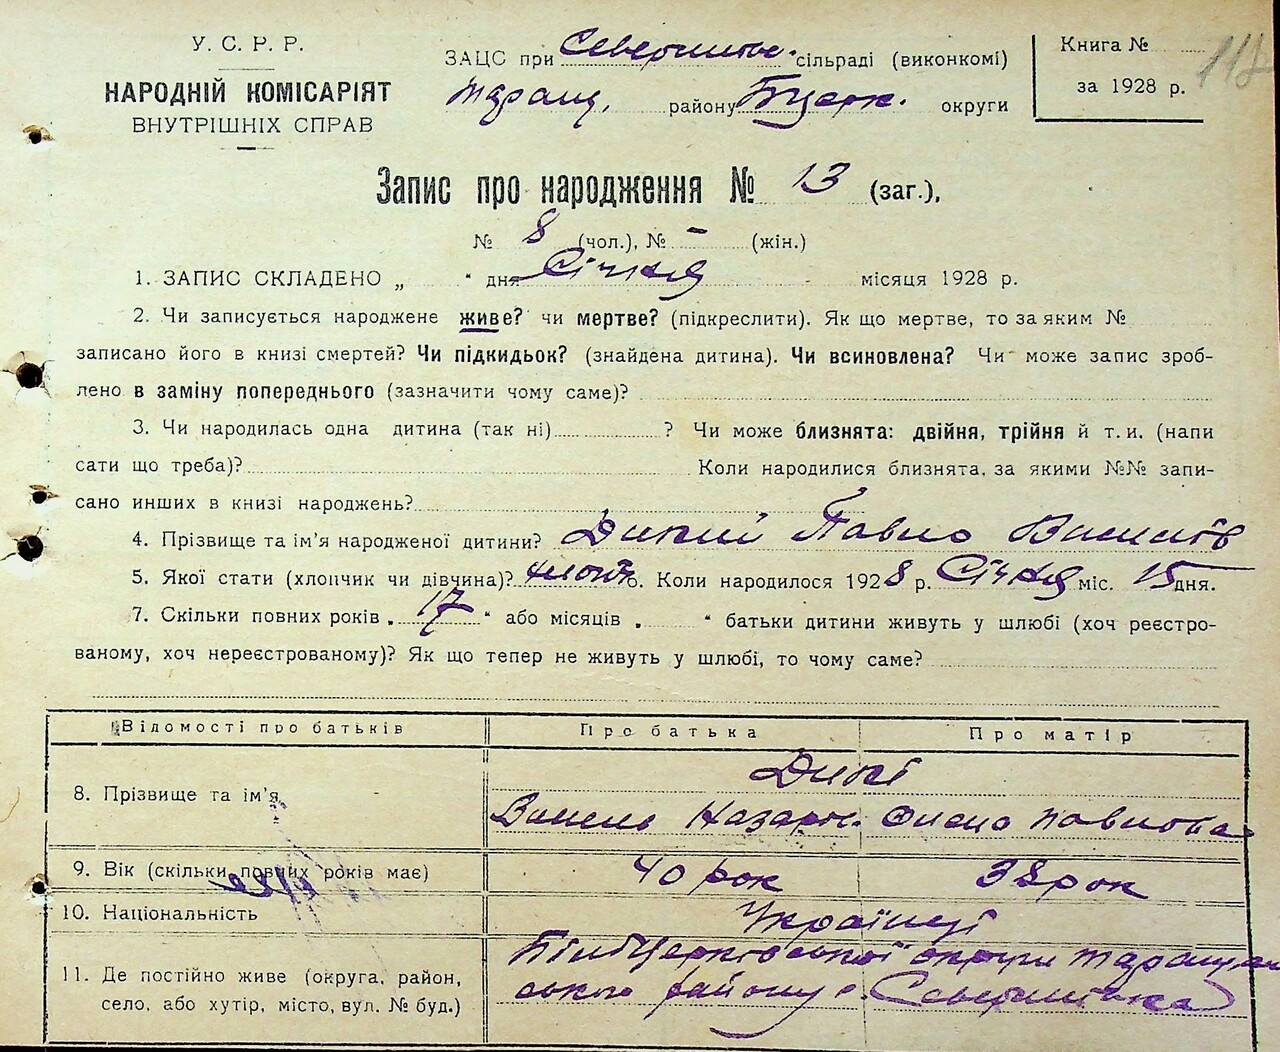 У. С. Р. Р.
НАРОДНІЙ КОМІСАРІЯТ
ВНУТРІШНІХ СПРАВ
ЗАЦС при сільраді (виконкомі)
Таращ. району Бцерк. округи
Книга № 118
за 1928 р.
Запис про народження № 13 (заг.),
№ 8 (чол.), № - (жін.)
1. ЗАПИС СКЛАДЕНО „ “ дня Січня місяця 1928 р.
2. Чи записується народжене живе? чи мертве? (підкреслити). Як що мертве, то за яким №
записано його в книзі смертей? Чи підкидьок? (знайдена дитина). Чи всиновлена? Чи може запис зроб-
лено в заміну попереднього (зазначити чому саме)?
3. Чи народилась одна дитина (так ні) ? Чи може близнята: двійня, трійня й т. и. (напи
сати що треба)? Коли народилися близнята, за якими №№ запи-
сано инших в книзі народжень?
4. Прізвище та ім'я народженої дитини? Дикий Павло Василів
5. Якої стати (хлопчик чи дівчина)? Коли народилося 1928 р. Січня міс. 15 дня.
7. Скільки повних років „ 17 “ або місяців „ “ батьки дитини живуть у шлюбі (хоч реєстро-
ваному, хоч нереєстрованому)? Як що тепер не живуть у шлюбі, то чому саме?
Відомості про батьків Про батька Про матір
Дикі
8. Прізвище та ім'я
Василь Назаров. Павлова
9. Вік (скільки повних років має) 40 рок 38 рок
10. Національність Українці
11. Де постійно живе (округа, район,
село, або хутір, місто, вул. № буд.)
Білоцерківської округи Таращан
ського району с. Северинівка